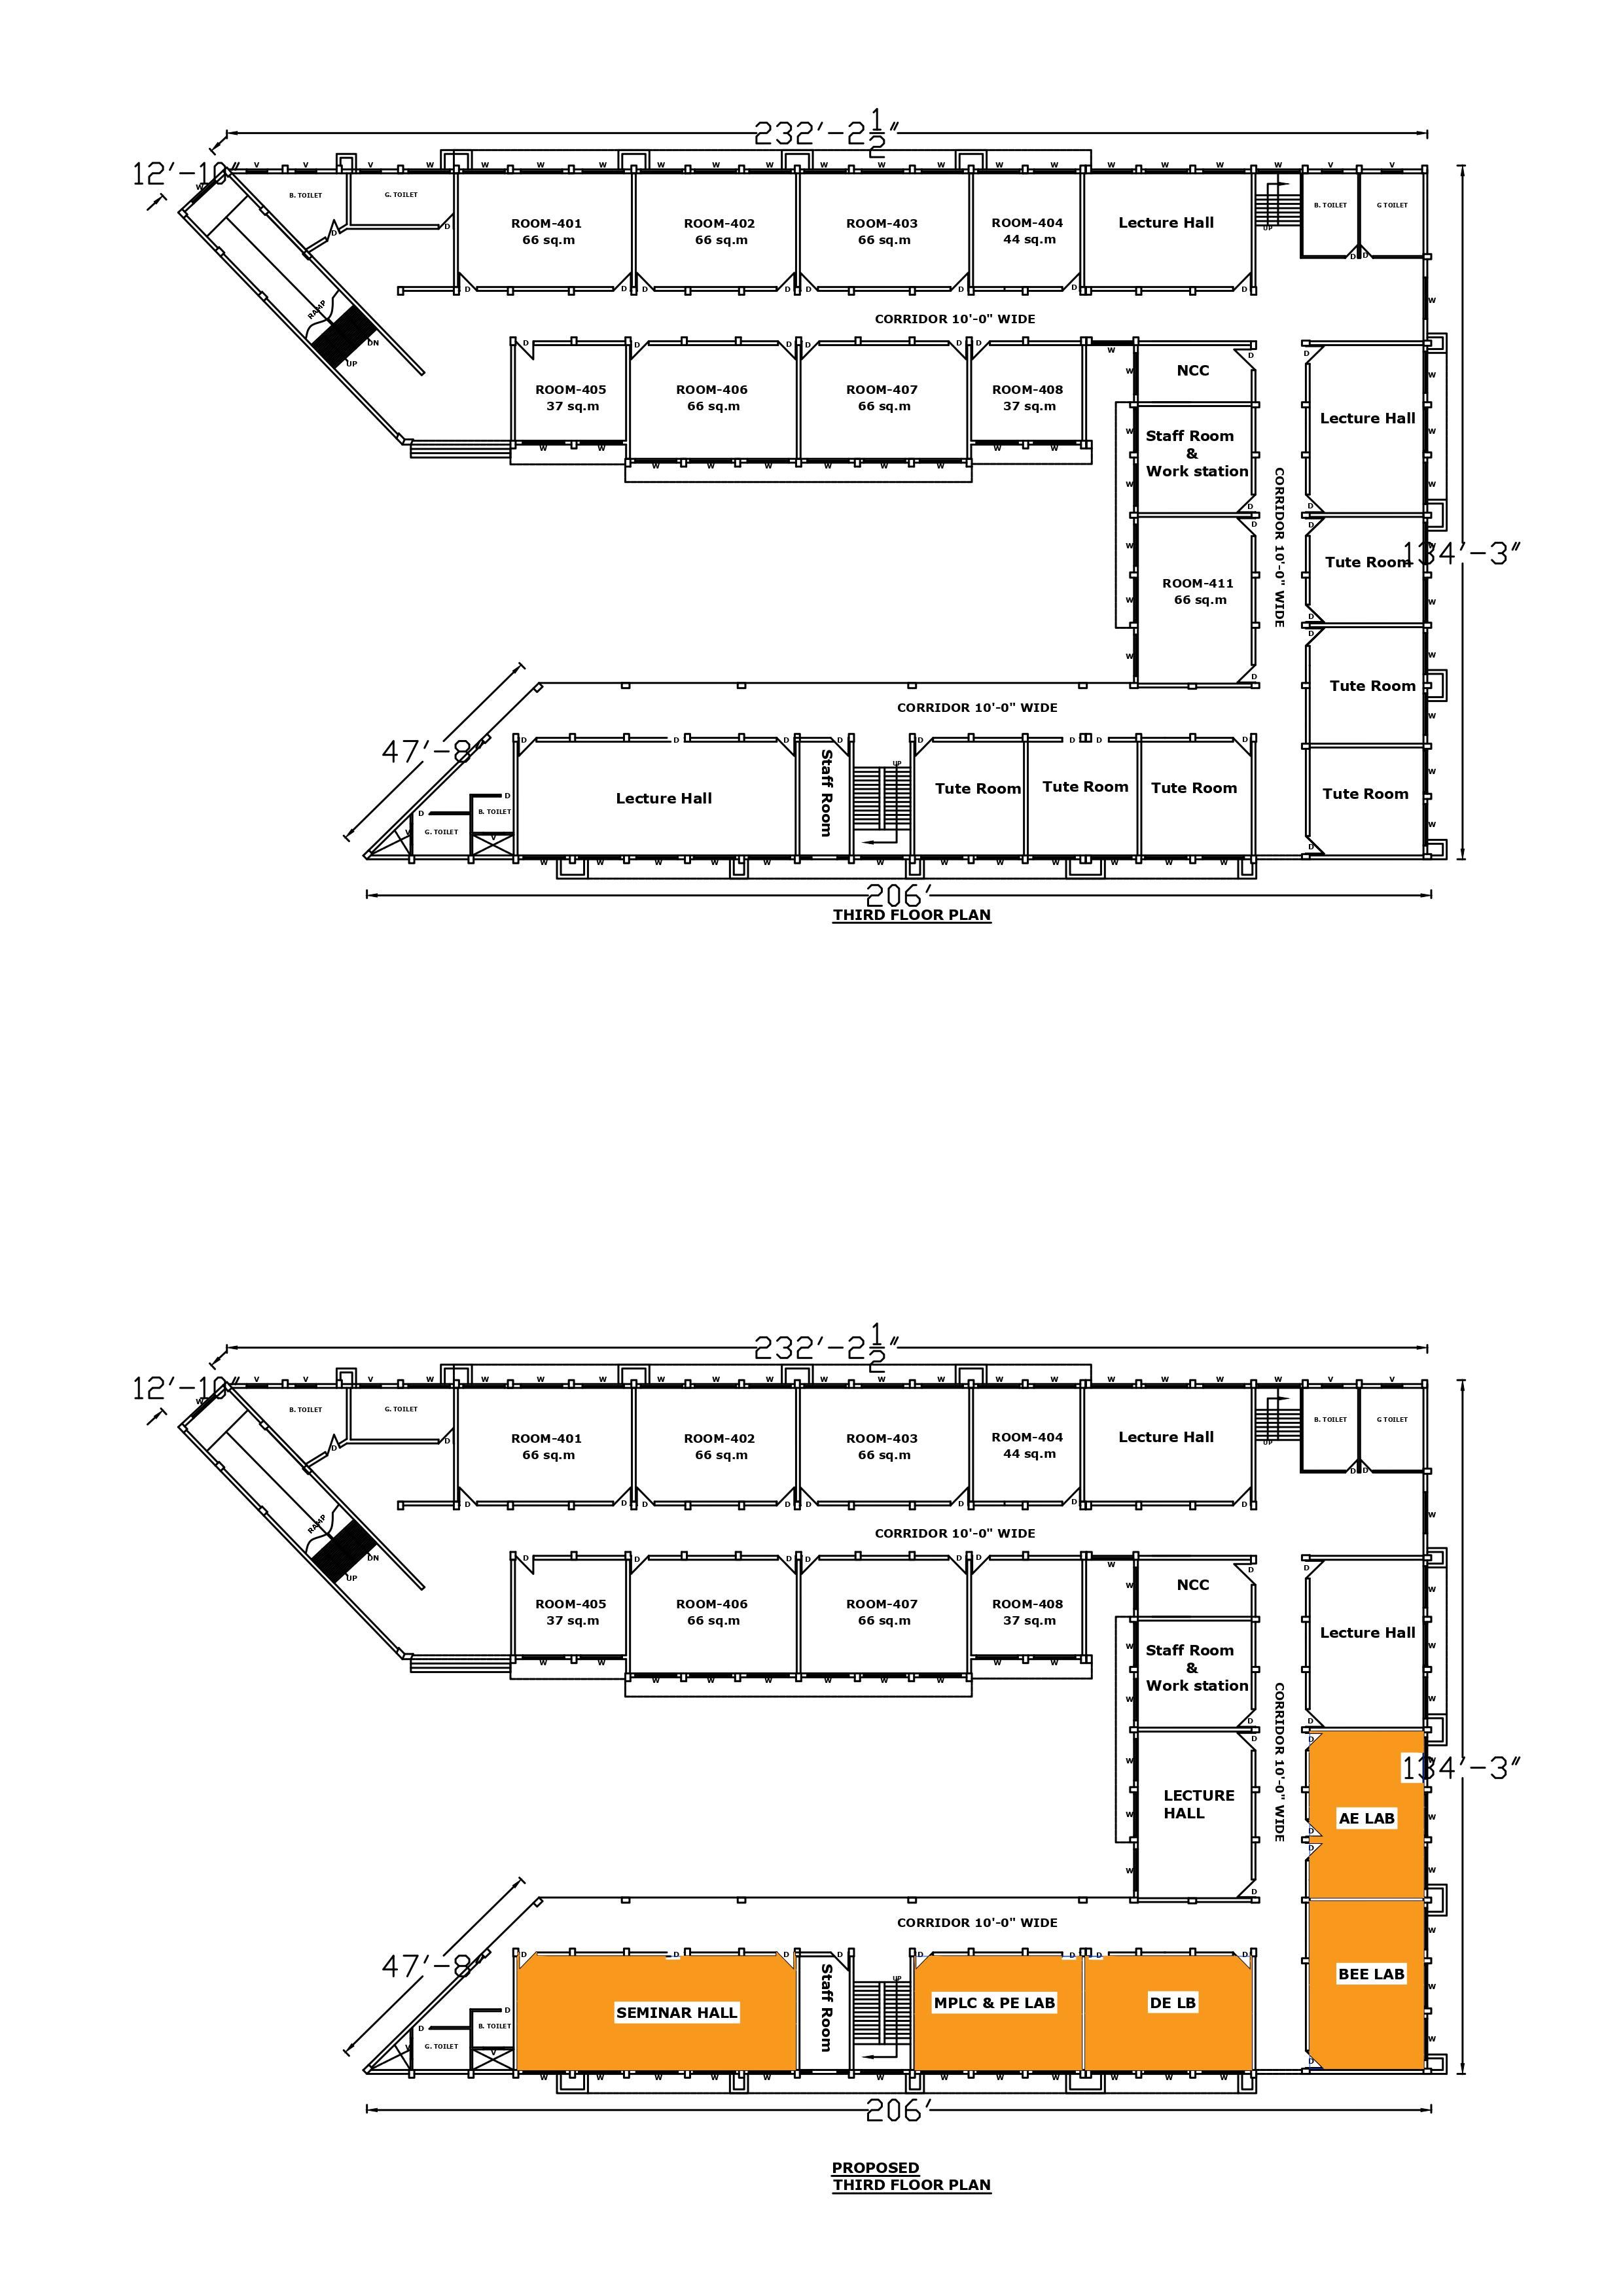 232'-2 1/2"
12'-10"
V V V W W W W W W W W W W W W W W W W V V
W
B. TOILET G. TOILET
D D
ROOM-401
66 sq.m
ROOM-402
66 sq.m
ROOM-403
66 sq.m
ROOM-404
44 sq.m
Lecture Hall
UP
B. TOILET G TOILET
D D
D D D D D D D D
W
RAMP
DN
UP
CORRIDOR 10'-0" WIDE
D D D D D D
W
W
D
D
W
ROOM-405
37 sq.m
ROOM-406
66 sq.m
ROOM-407
66 sq.m
ROOM-408
37 sq.m
NCC
W W W W
W W W W W W
Staff Room
&
Work station
W
W
D
Lecture Hall
D
W
W
CORRIDOR 10'-0" WIDE
134'-3"
ROOM-411
66 sq.m
D
D
W
W
W
Tute Room
D
D
W
Tute Room
D
W
W
Tute Room
D
W
W
47'-8"
CORRIDOR 10'-0" WIDE
D D D D D D D D
Lecture Hall
Staff Room
UP
Tute Room Tute Room Tute Room
D
B. TOILET
D
G. TOILET
V
V
W W W W W W W W W W W
206'
THIRD FLOOR PLAN
232'-2 1/2"
12'-10"
V V V W W W W W W W W W W W W W W W W V V
W
B. TOILET G. TOILET
D D
ROOM-401
66 sq.m
ROOM-402
66 sq.m
ROOM-403
66 sq.m
ROOM-404
44 sq.m
Lecture Hall
UP
B. TOILET G TOILET
D D
D D D D D D D D
W
RAMP
DN
UP
CORRIDOR 10'-0" WIDE
D D D D D D
W
W
D
D
W
ROOM-405
37 sq.m
ROOM-406
66 sq.m
ROOM-407
66 sq.m
ROOM-408
37 sq.m
NCC
W W W W
W W W W W W
Staff Room
&
Work station
W
W
D
Lecture Hall
D
W
W
CORRIDOR 10'-0" WIDE
134'-3"
LECTURE
HALL
D
D
W
W
W
AE LAB
D
D
D
W
W
BEE LAB
D
W
W
W
47'-8"
CORRIDOR 10'-0" WIDE
D D D D D D D D
SEMINAR HALL
Staff Room
UP
MPLC & PE LAB
DE LB
D
B. TOILET
D
G. TOILET
V
V
W W W W W W W W W W W
206'
PROPOSED
THIRD FLOOR PLAN